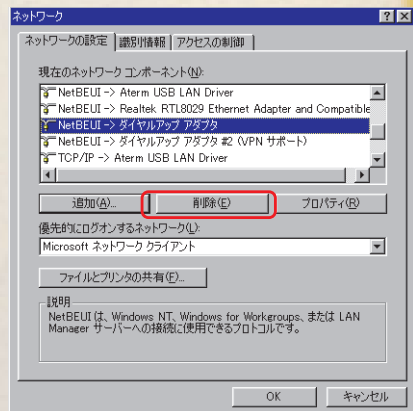 ネットワーク
ネットワークの設定 識別情報 アクセスの制御
現在のネットワーク コンポーネント(N):
NetBEUI -> Aterm USB LAN Driver
NetBEUI -> Realtek RTL8029 Ethernet Adapter and Compatible
NetBEUI -> ダイヤルアップ アダプタ
NetBEUI -> ダイヤルアップ アダプタ #2 (VPN サポート)
TCP/IP -> Aterm USB LAN Driver
追加(A)... 削除(E) プロパティ(R)
優先的にログオンするネットワーク(L):
Microsoft ネットワーク クライアント
ファイルとプリンタの共有(F)...
説明
NetBEUI は、Windows NT、Windows for Workgroups、または LAN
Manager サーバーへの接続に使用できるプロトコルです。
OK キャンセル